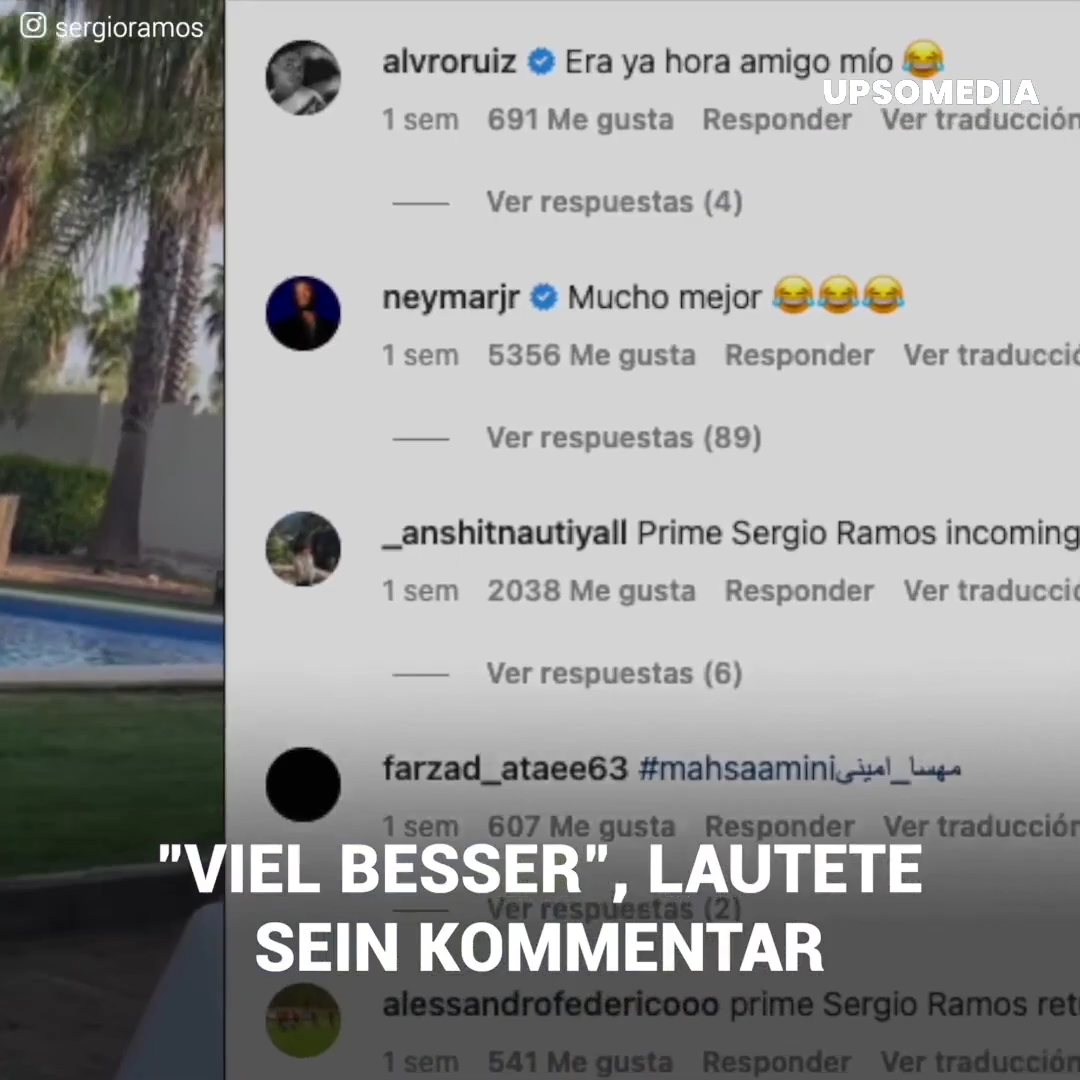 sergioramos
alvroruiz Era ya hora amigo mío 😂
UPSOMEDIA
1 sem 691 Me gusta Responder Ver traducción
Ver respuestas (4)
neymarjr Mucho mejor 😂😂😂
1 sem 5356 Me gusta Responder Ver traducció
Ver respuestas (89)
_anshitnautiyall Prime Sergio Ramos incoming
1 sem 2038 Me gusta Responder Ver traducció
Ver respuestas (6)
farzad_ataee63 #mahsaaminiمهسا_امینی
1 sem 607 Me gusta Responder Ver traducción
"VIEL BESSER", LAUTETE
Ver respuestas (2)
SEIN KOMMENTAR
alessandrofedericooo prime Sergio Ramos ret
1 sem 541 Me gusta Responder Ver traducción